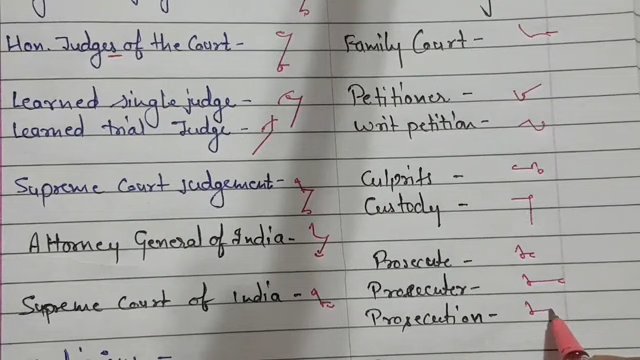 Hon. Judges of the Court -
Learned single judge -
Learned trial Judge -
Supreme Court judgement -
Attorney General of India -
Supreme Court of India -
Family Court -
Petitioner -
Writ petition -
Culprits -
Custody -
Prosecute -
Prosecuter -
Prosecution -